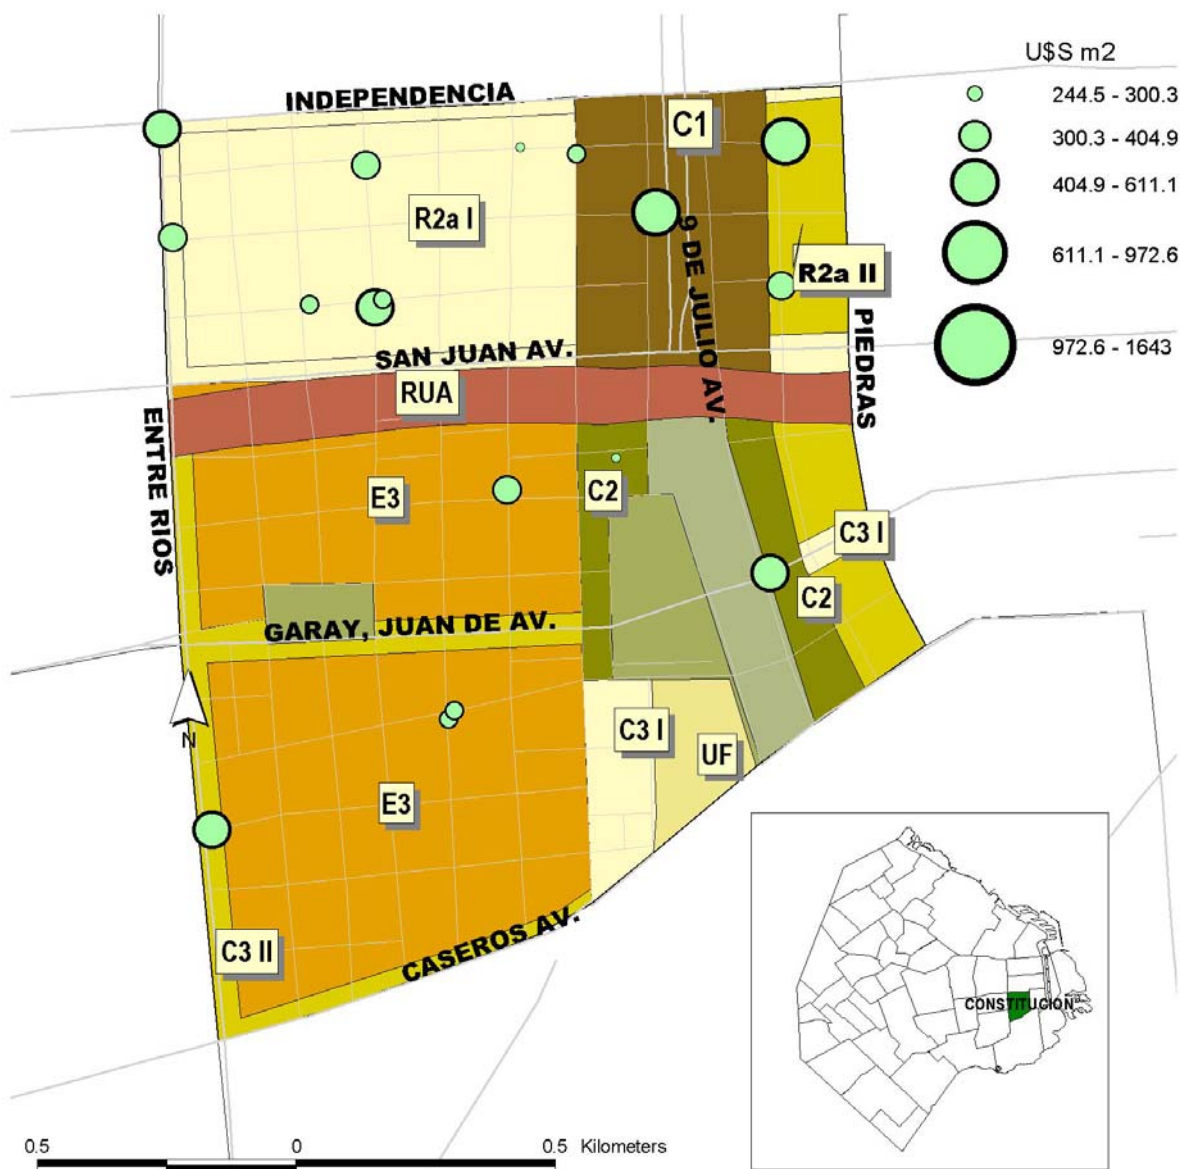 U$S m2
244.5 - 300.3
300.3 - 404.9
404.9 - 611.1
611.1 - 972.6
972.6 - 1643
INDEPENDENCIA
C1
R2a I
9 DE JULIO AV.
R2a II
PIEDRAS
SAN JUAN AV.
RUA
ENTRE RIOS
E3
C2
C3 I
C2
GARAY, JUAN DE AV.
N
C3 I
UF
E3
C3 II
CASEROS AV.
CONSTITUCION
0.5 0 0.5 Kilometers